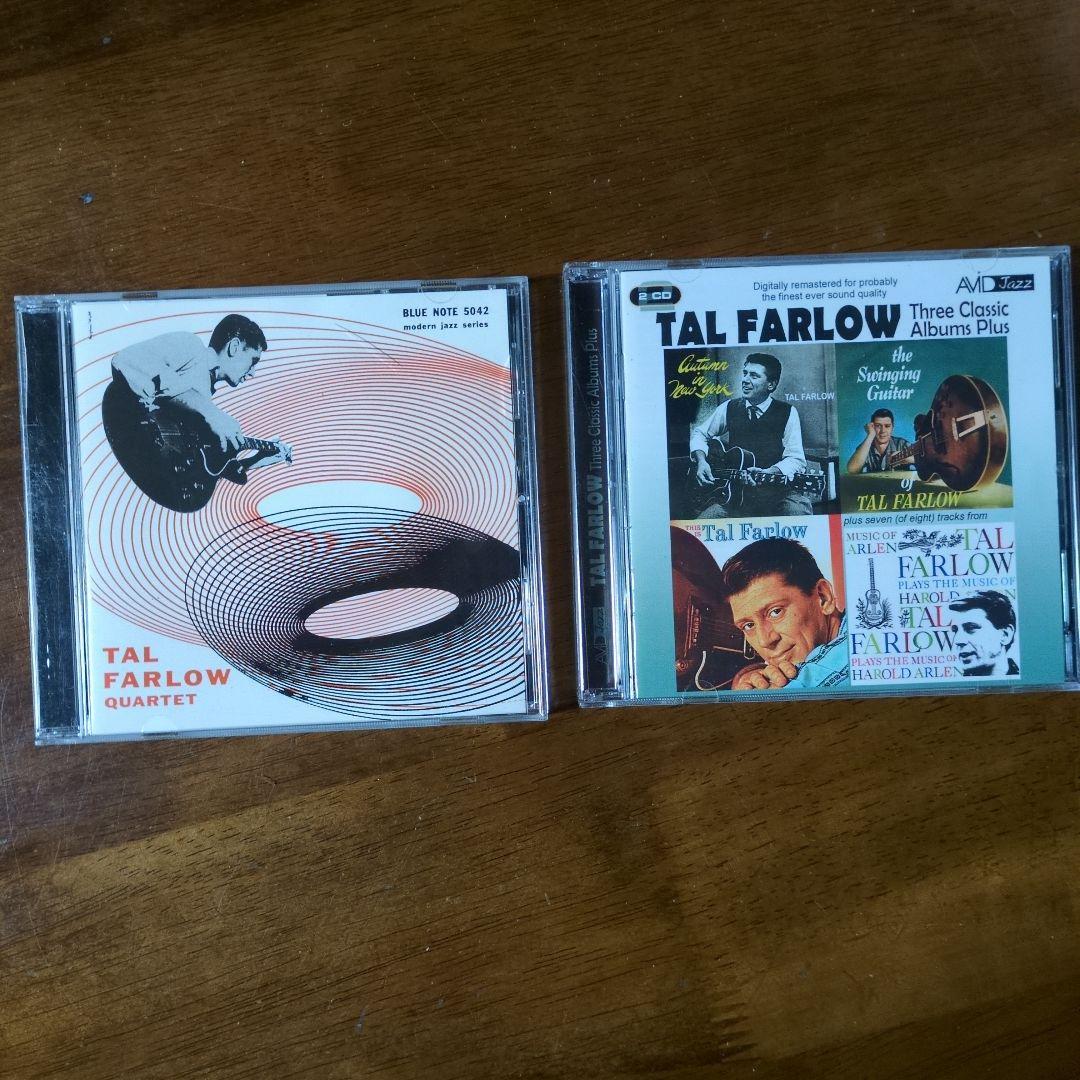 BLUE NOTE 5042
modern jazz series
TAL
FARLOW
QUARTET
TAL FARLOW Three Classic Albums Plus
AVID Jazz
2 CD
Digitally remastered for probably
the finest ever sound quality
AVID Jazz
TAL FARLOW
Three Classic
Albums Plus
Autumn
in
New York
TAL FARLOW
the
Swinging
Guitar
of
TAL FARLOW
THIS IS Tal Farlow
plus seven (of eight) tracks from
MUSIC OF
ARLEN
TAL
FARLOW
PLAYS THE MUSIC OF
HAROLD ARLEN
TAL
FARLOW
PLAYS THE MUSIC OF
HAROLD ARLEN